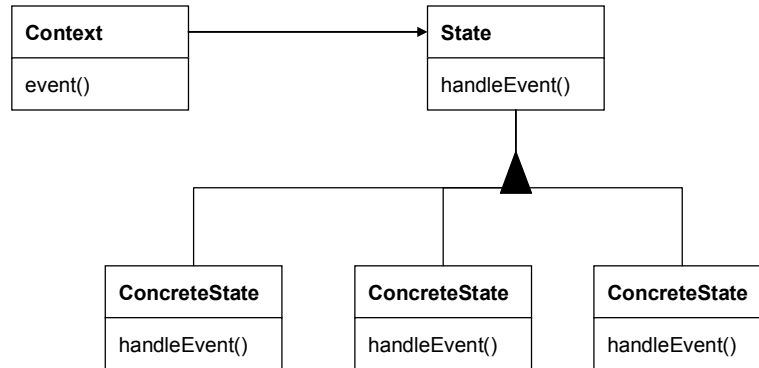 Context
event()
State
handleEvent()
ConcreteState
handleEvent()
ConcreteState
handleEvent()
ConcreteState
handleEvent()